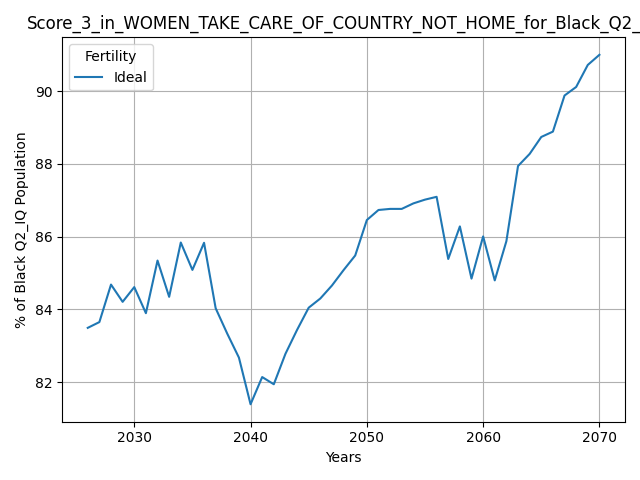 Score_3_in_WOMEN_TAKE_CARE_OF_COUNTRY_NOT_HOME_for_Black_Q2_
Fertility
Ideal
% of Black Q2_IQ Population
90
88
86
84
82
2030 2040 2050 2060 2070
Years